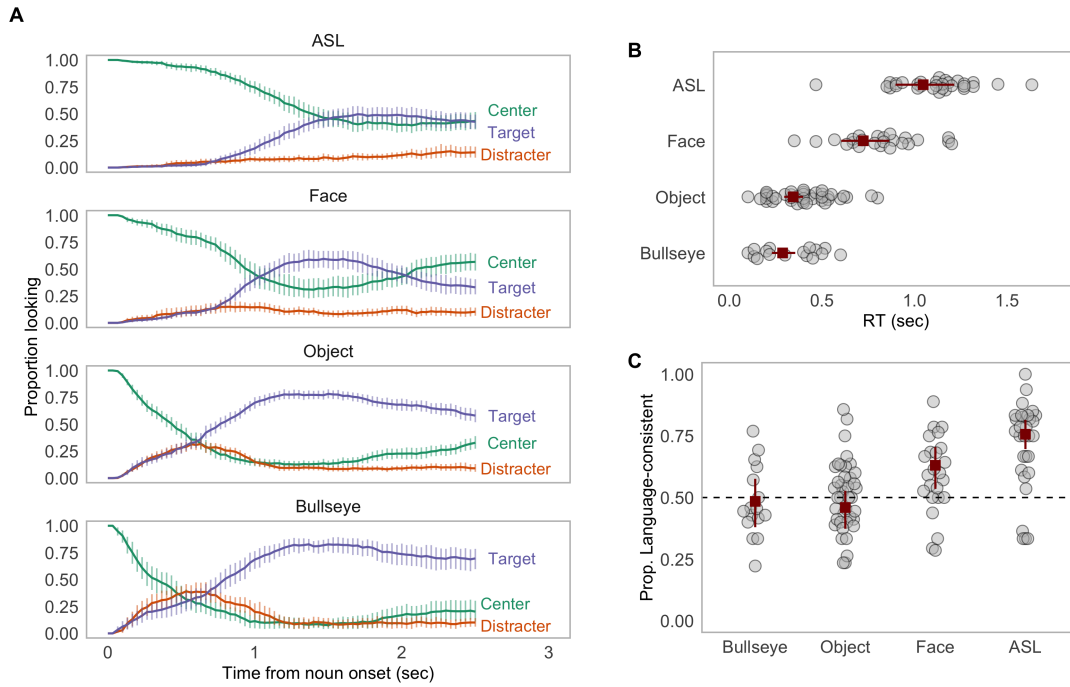 A
ASL
1.00
0.75
0.50
0.25
0.00
Center
Target
Distracter
Face
1.00
0.75
0.50
0.25
0.00
Center
Target
Distracter
Object
1.00
0.75
0.50
0.25
0.00
Target
Center
Distracter
Bullseye
1.00
0.75
0.50
0.25
0.00
Target
Center
Distracter
0 1 2 3
Time from noun onset (sec)
Proportion looking
B
ASL
Face
Object
Bullseye
0.0 0.5 1.0 1.5
RT (sec)
C
1.00
0.75
0.50
0.25
0.00
Prop. Language-consistent
Bullseye Object Face ASL